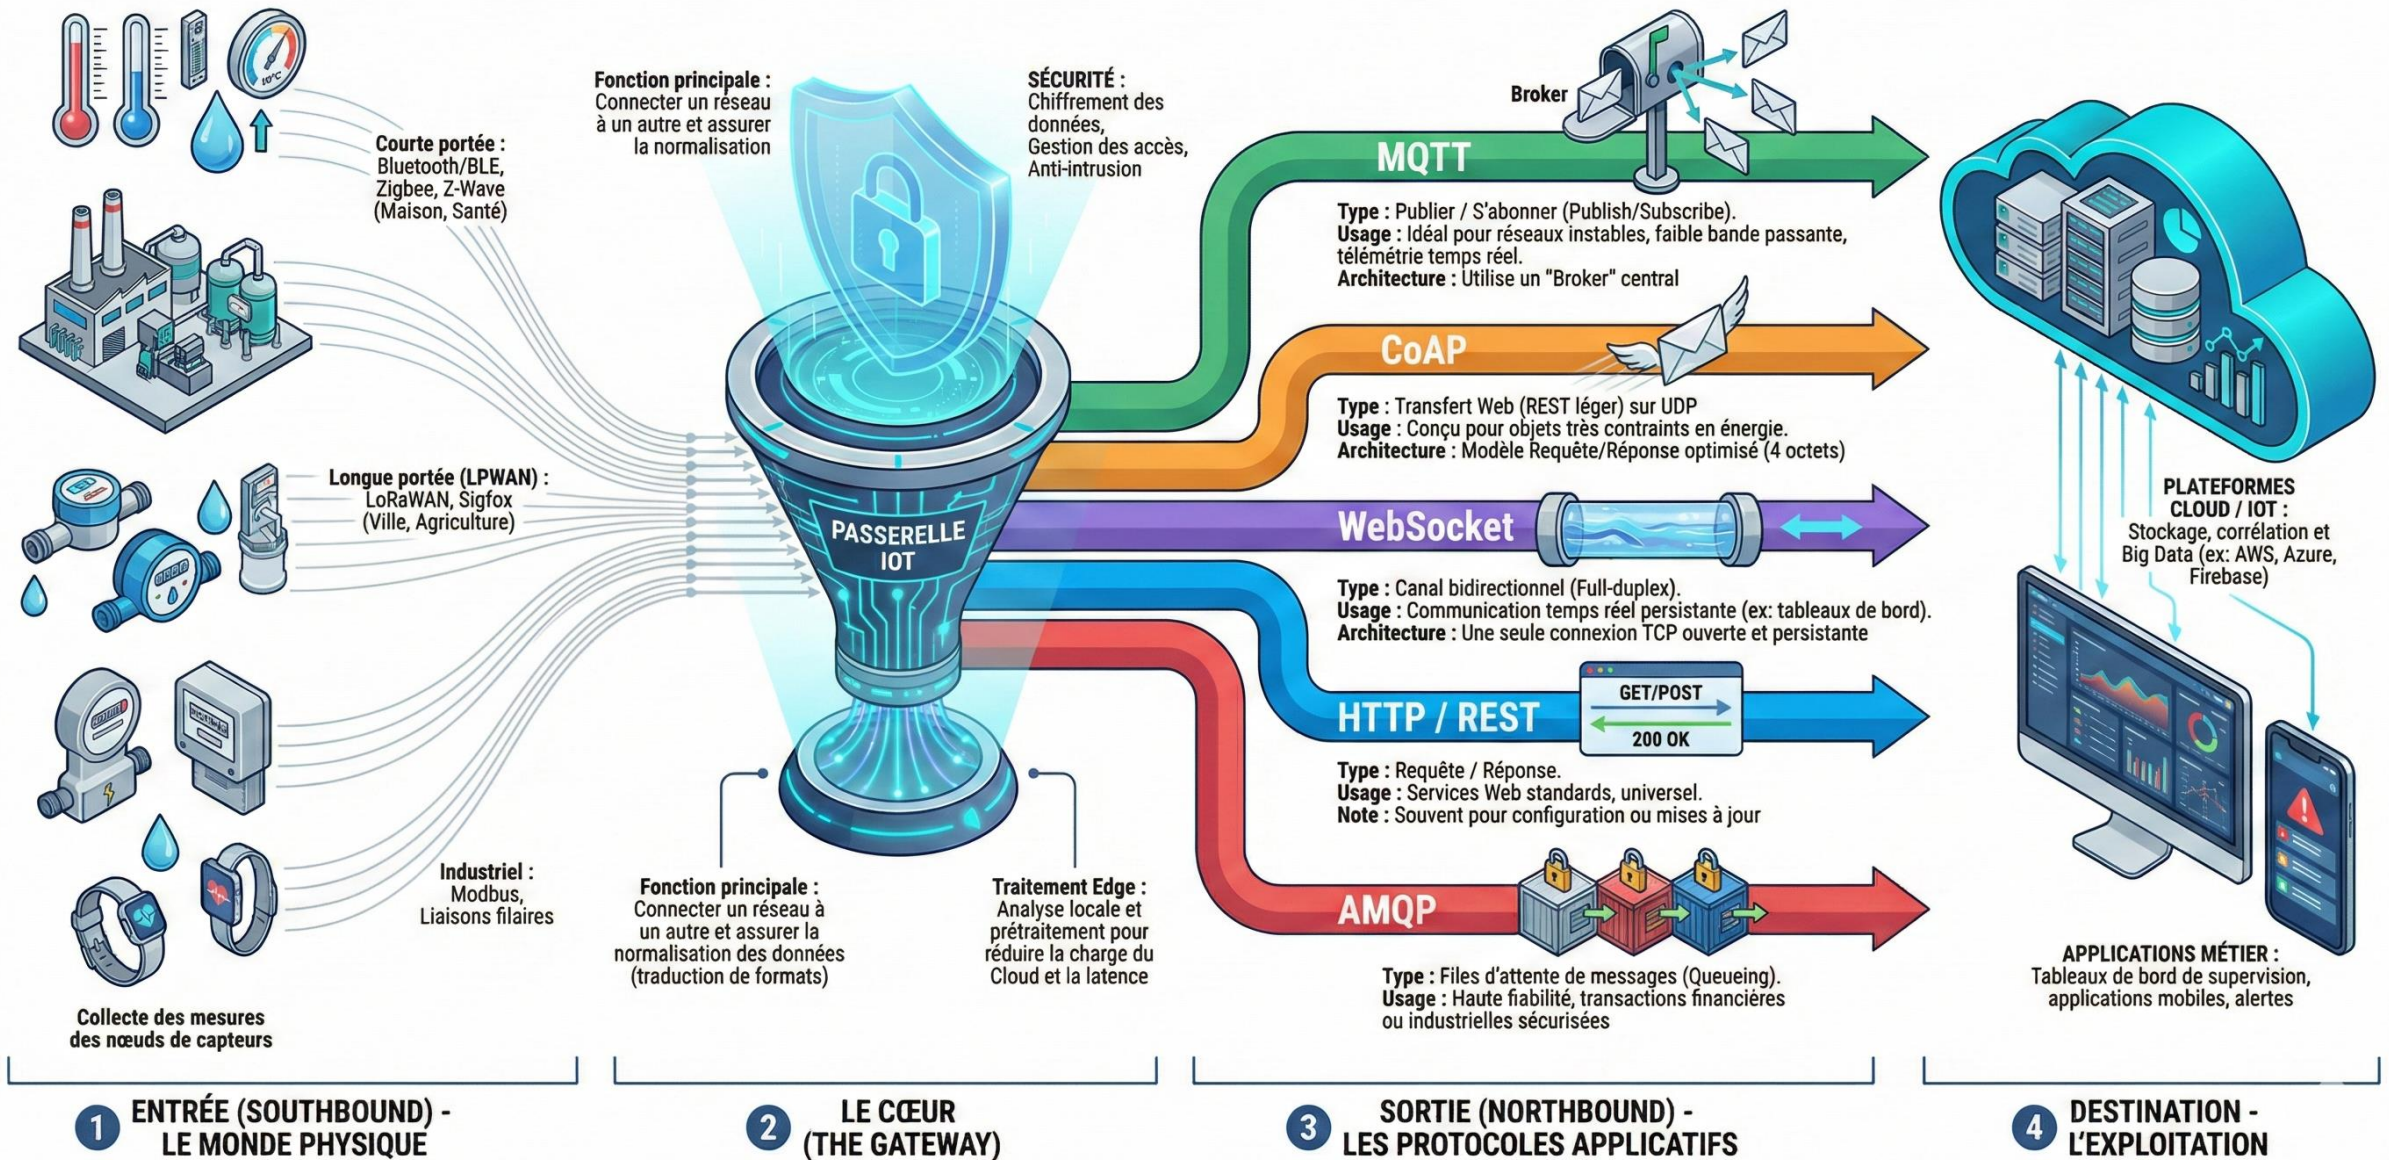 Courte portée :
Bluetooth/BLE,
Zigbee, Z-Wave
(Maison, Santé)
Longue portée (LPWAN) :
LoRaWAN, Sigfox
(Ville, Agriculture)
Industriel :
Modbus,
Liaisons filaires
Collecte des mesures
des nœuds de capteurs
1 ENTRÉE (SOUTHBOUND) -
LE MONDE PHYSIQUE
Fonction principale :
Connecter un réseau
à un autre et assurer
la normalisation
SÉCURITÉ :
Chiffrement des
données,
Gestion des accès,
Anti-intrusion
PASSERELLE
IOT
Fonction principale :
Connecter un réseau à
un autre et assurer la
normalisation des données
(traduction de formats)
Traitement Edge :
Analyse locale et
prétraitement pour
réduire la charge du
Cloud et la latence
2 LE CŒUR
(THE GATEWAY)
Broker
MQTT
Type : Publier / S'abonner (Publish/Subscribe).
Usage : Idéal pour réseaux instables, faible bande passante,
télémétrie temps réel.
Architecture : Utilise un "Broker" central
CoAP
Type : Transfert Web (REST léger) sur UDP
Usage : Conçu pour objets très contraints en énergie.
Architecture : Modèle Requête/Réponse optimisé (4 octets)
WebSocket
Type : Canal bidirectionnel (Full-duplex).
Usage : Communication temps réel persistante (ex: tableaux de bord).
Architecture : Une seule connexion TCP ouverte et persistante
HTTP / REST
GET/POST
200 OK
Type : Requête / Réponse.
Usage : Services Web standards, universel.
Note : Souvent pour configuration ou mises à jour
AMQP
Type : Files d'attente de messages (Queueing).
Usage : Haute fiabilité, transactions financières
ou industrielles sécurisées
3 SORTIE (NORTHBOUND) -
LES PROTOCOLES APPLICATIFS
PLATEFORMES
CLOUD / IOT :
Stockage, corrélation et
Big Data (ex: AWS, Azure,
Firebase)
APPLICATIONS MÉTIER :
Tableaux de bord de supervision,
applications mobiles, alertes
4 DESTINATION -
L'EXPLOITATION